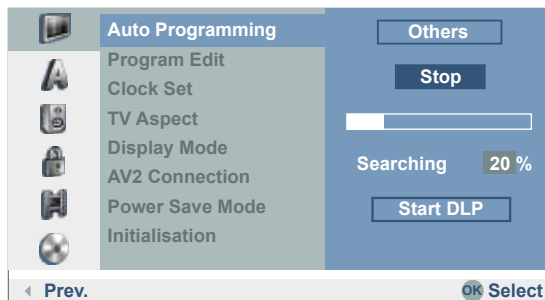 Auto Programming
Program Edit
Clock Set
TV Aspect
Display Mode
AV2 Connection
Power Save Mode
Initialisation
Others
Stop
Searching 20 %
Start DLP
Prev.
OK Select